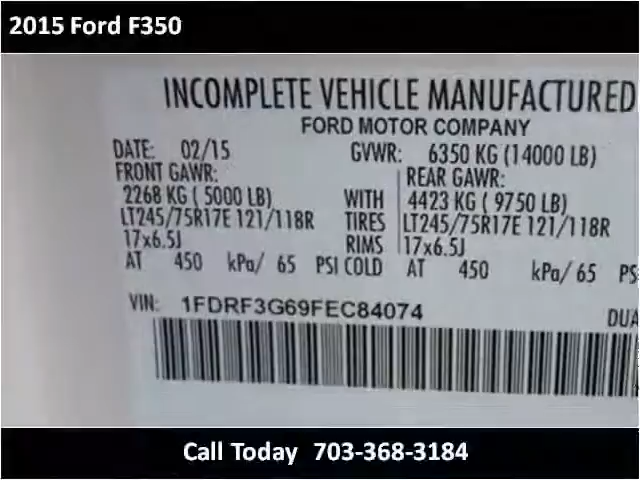 2015 Ford F350
INCOMPLETE VEHICLE MANUFACTURED
FORD MOTOR COMPANY
DATE: 02/15 GVWR: 6350 KG (14000 LB)
FRONT GAWR: REAR GAWR:
2268 KG ( 5000 LB) WITH 4423 KG ( 9750 LB)
LT245/75R17E 121/118R TIRES LT245/75R17E 121/118R
17x6.5J RIMS 17x6.5J
AT 450 kPa/ 65 PSI COLD AT 450 kPa/ 65 PS
VIN: 1FDRF3G69FEC84074
DUA
Call Today 703-368-3184